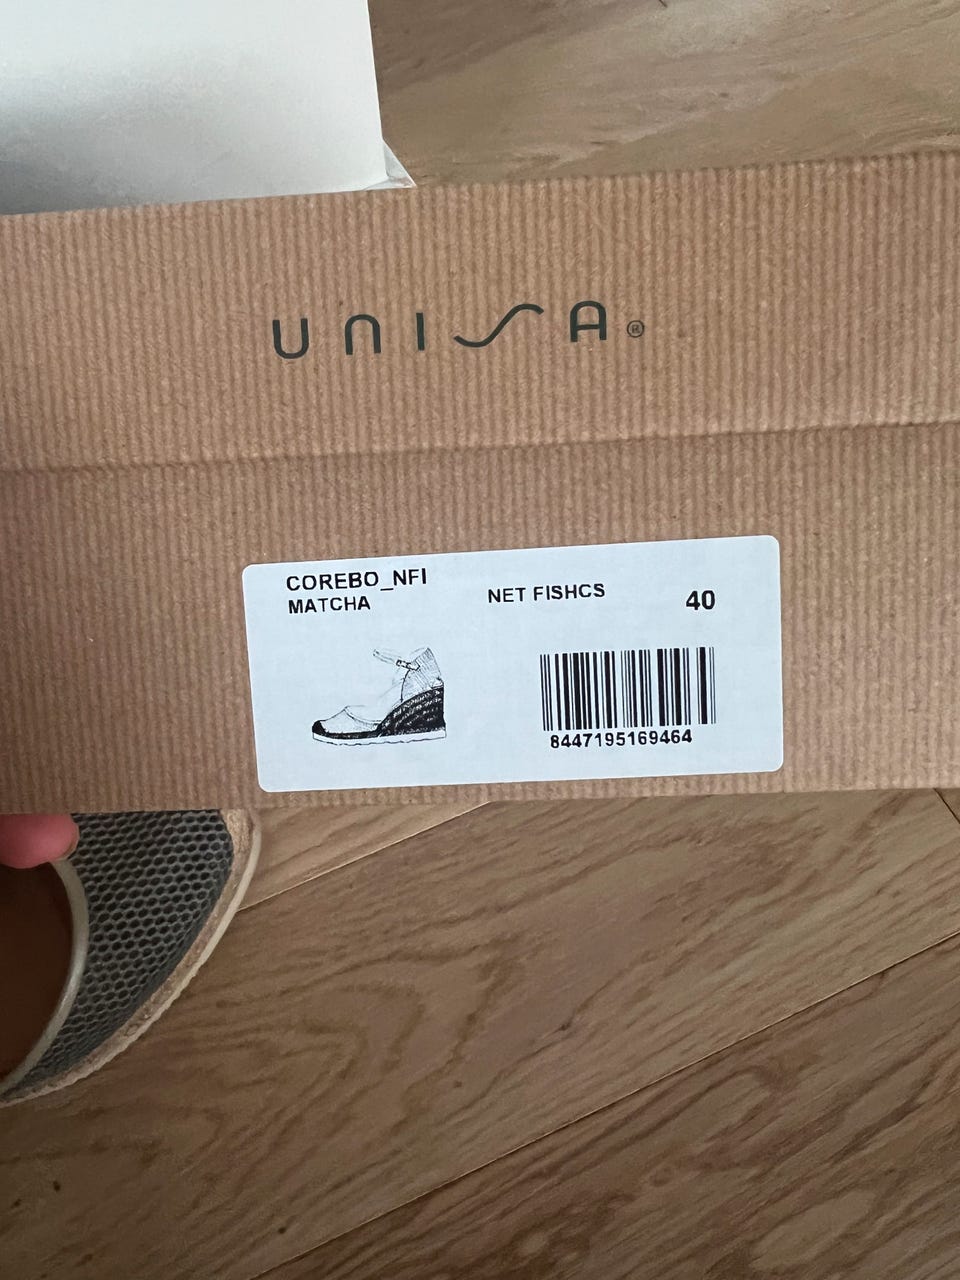 UNISA®
COREBO_NFI
MATCHA
NET FISHCS
40
8447195169464